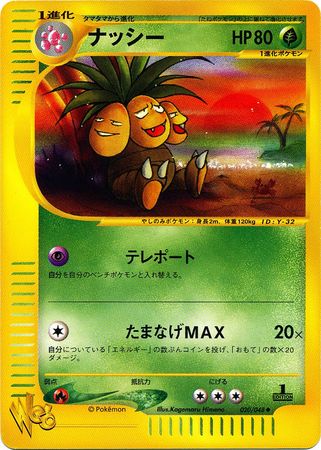 1進化
タマタマから進化
ナッシー
HP80
1進化ポケモン
やしのみポケモン：身長2m、体重120kg ID:Y-32
テレポート
自分を自分のベンチポケモンと入れ替える。
たまなげMAX 20×
自分についている「エネルギー」の数ぶんコインを投げ、「おもて」の数×20
ダメージ。
弱点 抵抗力 にげる
Web
©Pokémon
Illus.Kagemaru Himeno
1
EDITION
020/048